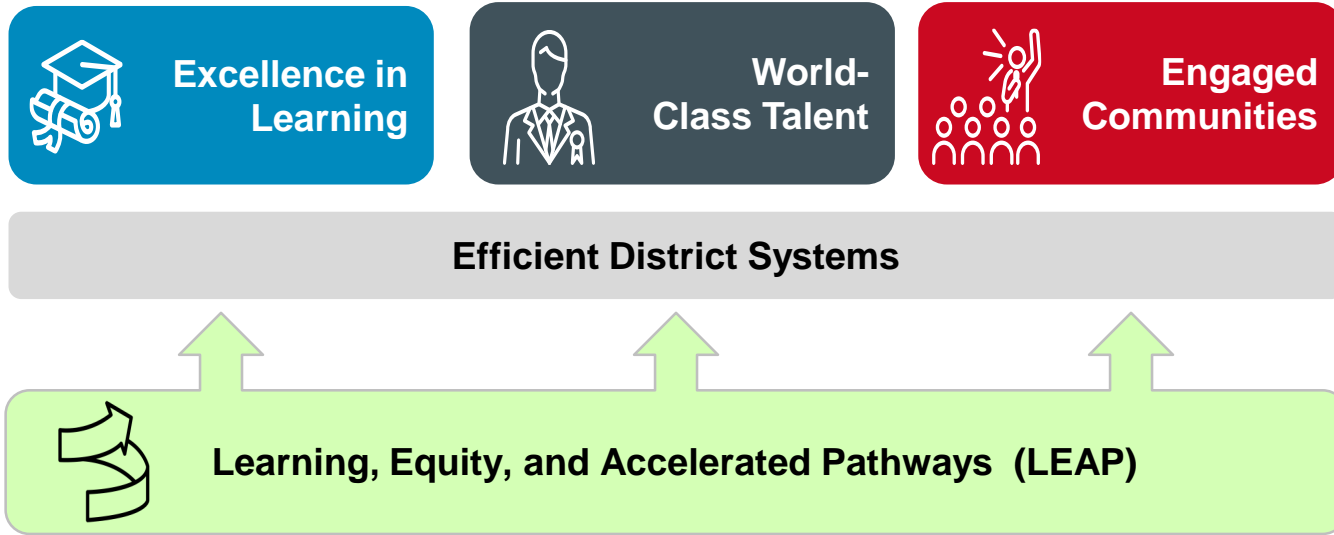 Excellence in
Learning
World-
Class Talent
Engaged
Communities
Efficient District Systems
Learning, Equity, and Accelerated Pathways  (LEAP)